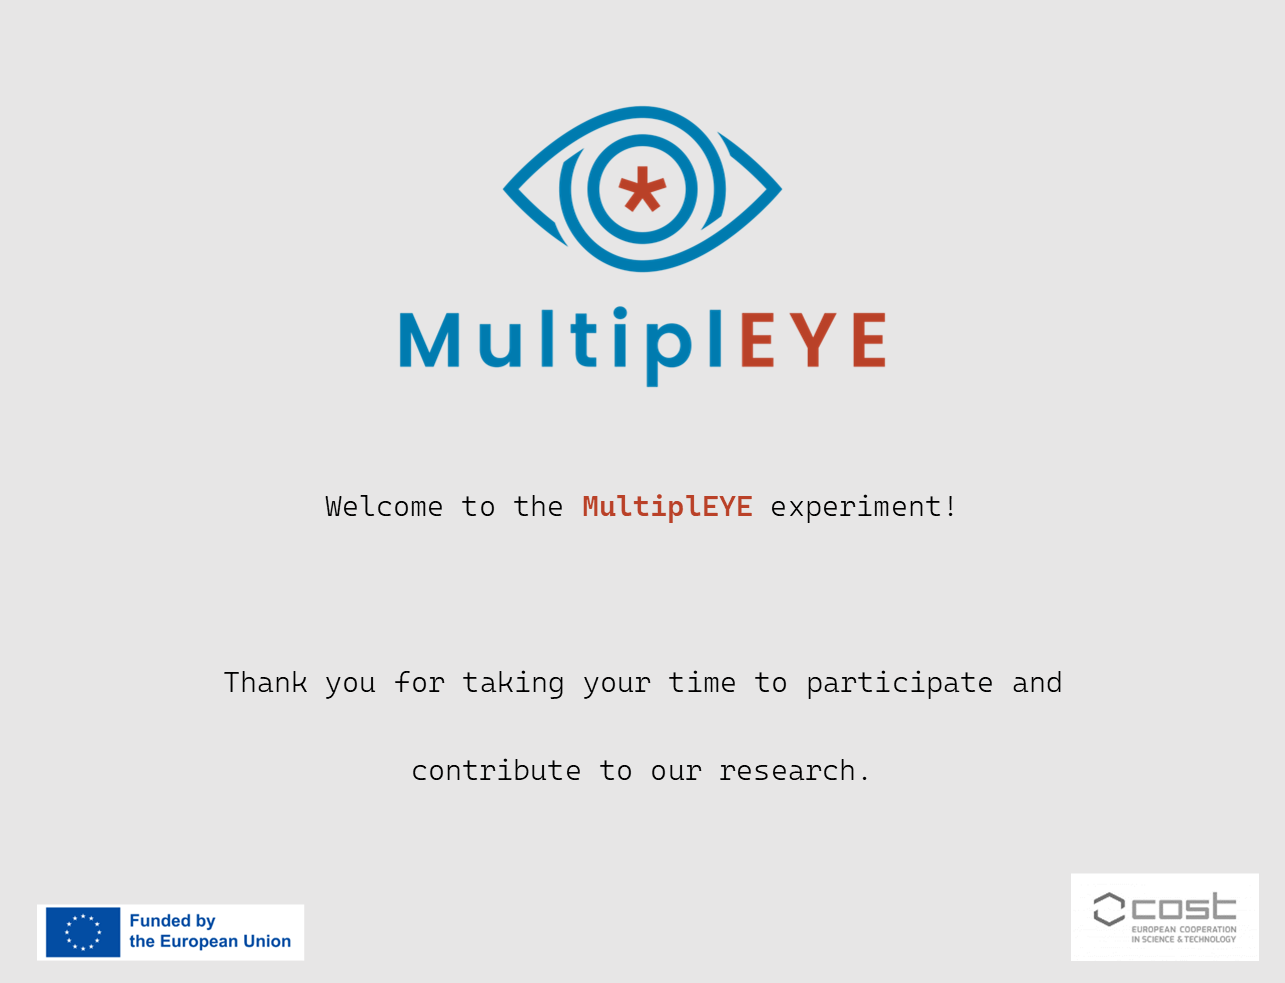 MultiplEYE
Welcome to the MultiplEYE experiment!
Thank you for taking your time to participate and
contribute to our research.
Funded by
the European Union
cost
EUROPEAN COOPERATION
IN SCIENCE & TECHNOLOGY